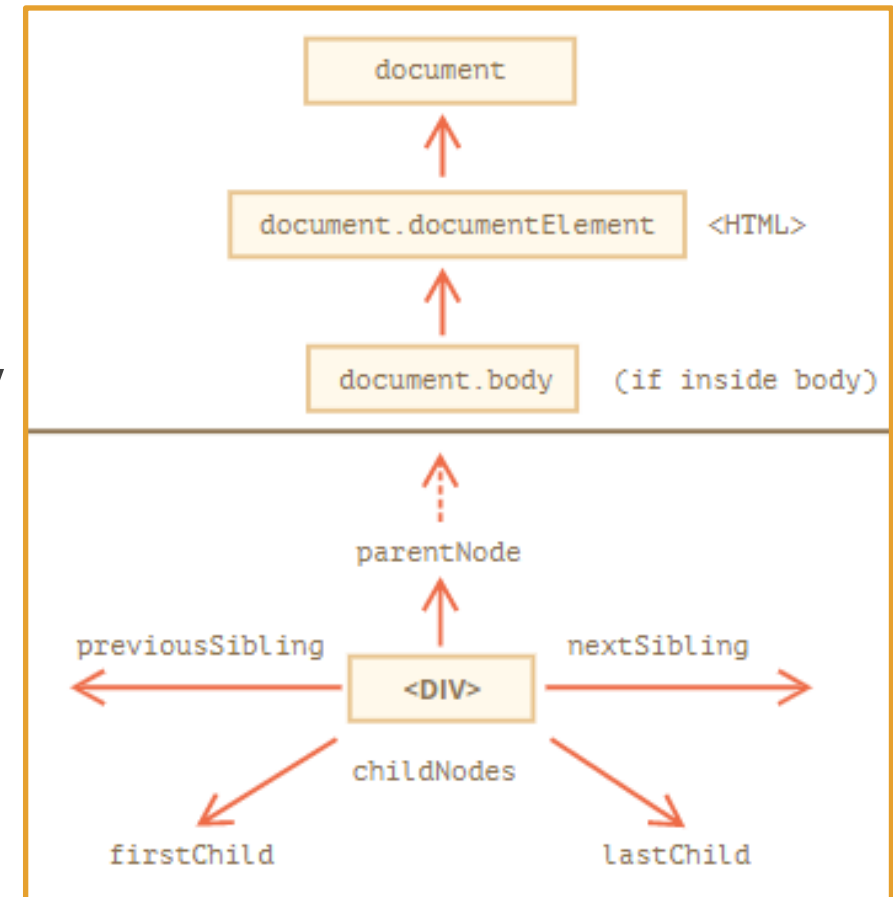 document
document.documentElement <HTML>
document.body (if inside body)
parentNode
previousSibling nextSibling
<DIV>
childNodes
firstChild lastChild